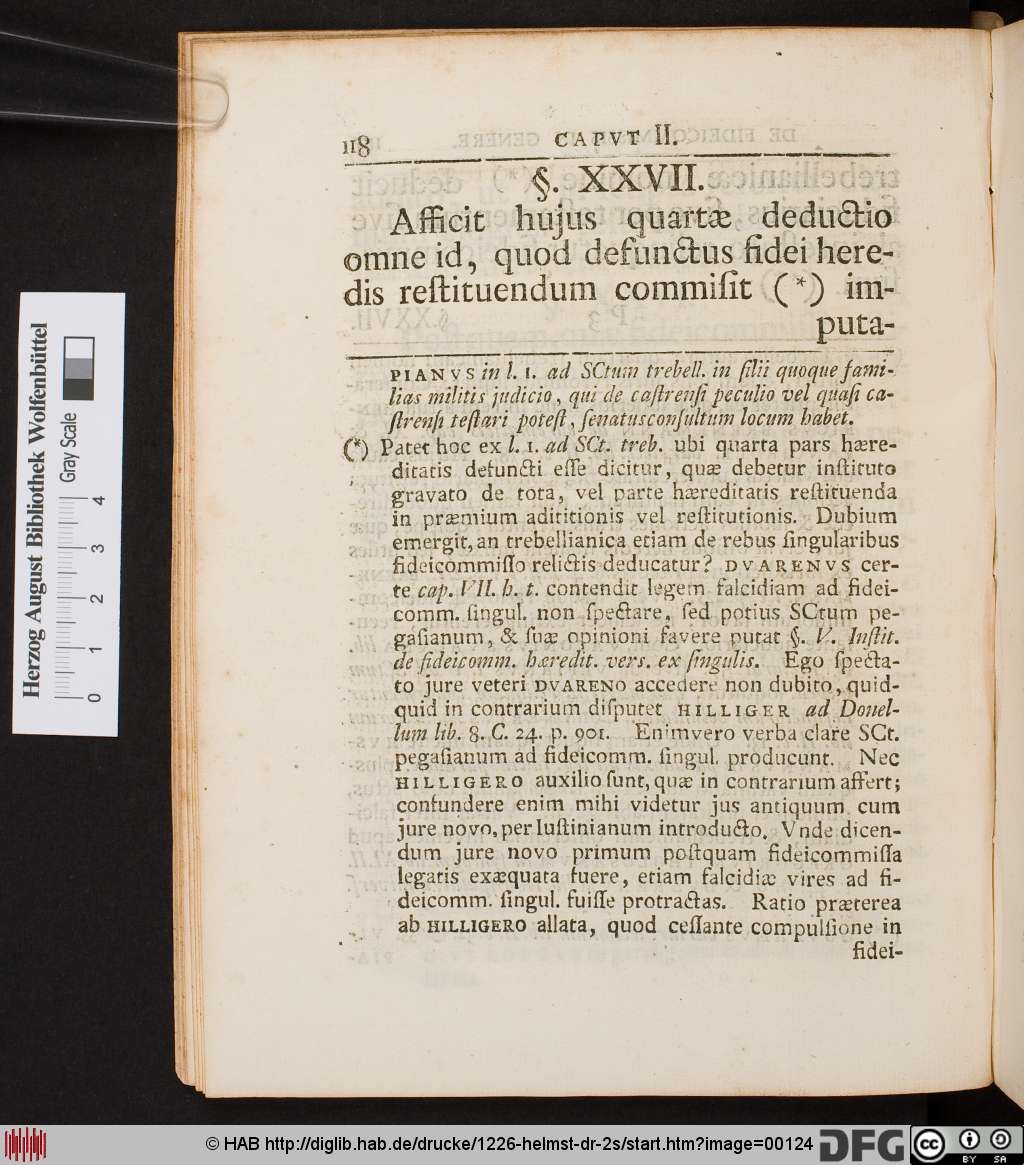 118 CAPVT II.
§. XXVII.
Afficit hujus quartæ deductio
omne id, quod defunctus fidei here-
dis reſtituendum commiſit (*) im-
puta-
PIANVS in l. 1. ad SCtum trebell. in filii quoque fami-
lias militis judicio, qui de caſtrenſi peculio vel quaſi ca-
ſtrenſi teſtari poteſt, ſenatusconſultum locum habet.
(*) Patet hoc ex l. 1. ad SCt. treb. ubi quarta pars hære-
ditatis defuncti eſſe dicitur, quæ debetur inſtituto
gravato de tota, vel parte hæreditatis reſtituenda
in præmium adititionis vel reſtitutionis. Dubium
emergit, an trebellianica etiam de rebus ſingularibus
fideicommiſſo relictis deducatur? DVARENVS cer-
te cap. VII. h. t. contendit legem falcidiam ad fidei-
comm. ſingul. non ſpectare, ſed potius SCtum pe-
gaſianum, & ſuæ opinioni favere putat §. V. Inſtit.
de fideicomm. hæredit. verſ. ex ſingulis. Ego ſpecta-
to jure veteri DVARENO accedere non dubito, quid-
quid in contrarium diſputet HILLIGER ad Donel-
lum lib. 8. C. 24. p. 901. Enimvero verba clare SCt.
pegaſianum ad fideicomm. ſingul. producunt. Nec
HILLIGERO auxilio ſunt, quæ in contrarium affert;
confundere enim mihi videtur jus antiquum cum
jure novo, per Iuſtinianum introducto. Vnde dicen-
dum jure novo primum poſtquam fideicommiſſa
legatis exæquata fuere, etiam falcidiæ vires ad fi-
deicomm. ſingul. fuiſſe protractas. Ratio præterea
ab HILLIGERO allata, quod ceſſante compulſione in
fidei-
Herzog August Bibliothek Wolfenbüttel
Gray Scale
0 1 2 3 4
© HAB http://diglib.hab.de/drucke/1226-helmst-dr-2s/start.htm?image=00124
DFG
cc BY SA